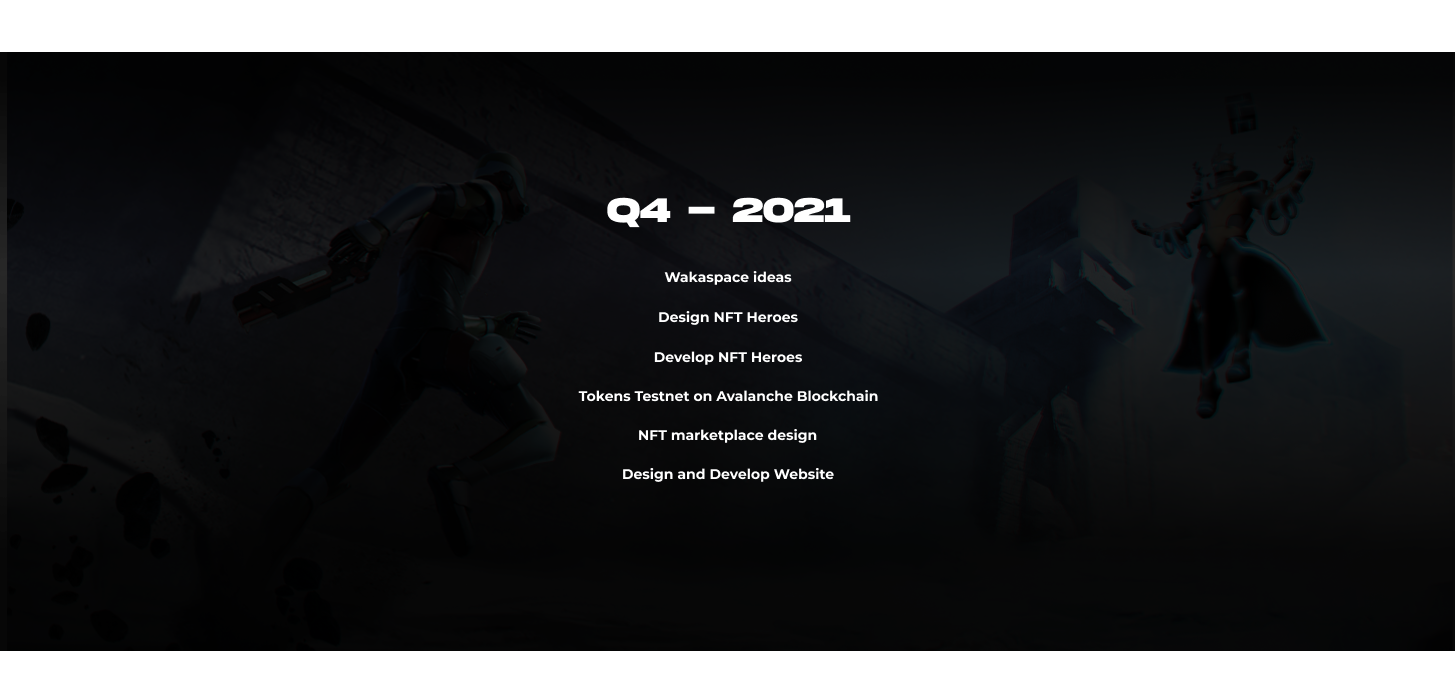 Q4 – 2021
Wakaspace ideas
Design NFT Heroes
Develop NFT Heroes
Tokens Testnet on Avalanche Blockchain
NFT marketplace design
Design and Develop Website